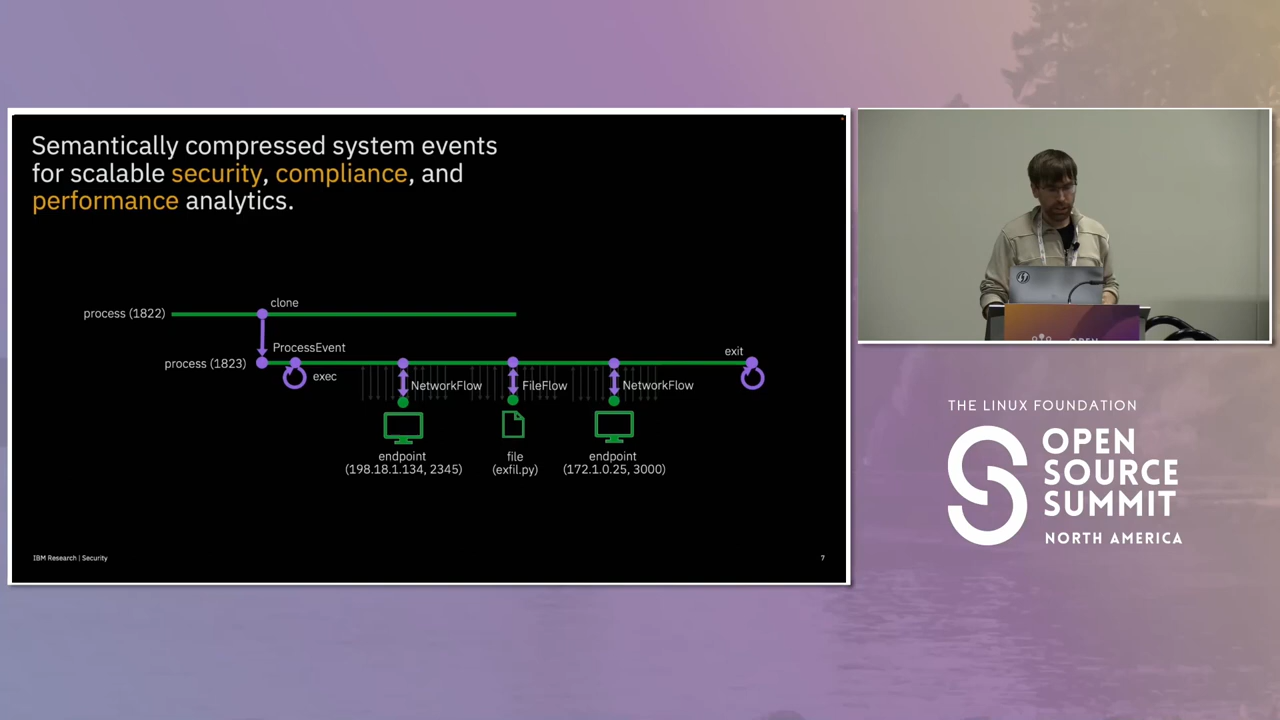 Semantically compressed system events
for scalable security, compliance, and
performance analytics.
clone
process (1822)
ProcessEvent
process (1823)
exec
exit
NetworkFlow
FileFlow
NetworkFlow
endpoint
(198.18.1.134, 2345)
file
(exfil.py)
endpoint
(172.1.0.25, 3000)
IBM Research | Security
7
THE LINUX FOUNDATION
OPEN
SOURCE
SUMMIT
NORTH AMERICA
OPEN